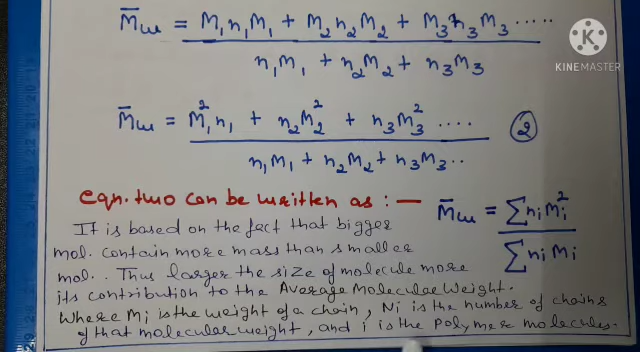 M̄w = M₁n₁M₁ + M₂n₂M₂ + M₃n₃M₃ .....
n₁M₁ + n₂M₂ + n₃M₃
KINEMASTER
M̄w = M₁²n₁ + n₂M₂² + n₃M₃² .... ②
n₁M₁ + n₂M₂ + n₃M₃ ..
eqn. two can be written as : —
M̄w = ∑niMi²
∑niMi
It is based on the fact that bigger
mol. contain more mass than smaller
mol.. Thus larger the size of molecule more
its contribution to the Average Molecular Weight.
Where Mi is the weight of a chain, Ni is the number of chains
of that molecular weight, and i is the polymer molecules.